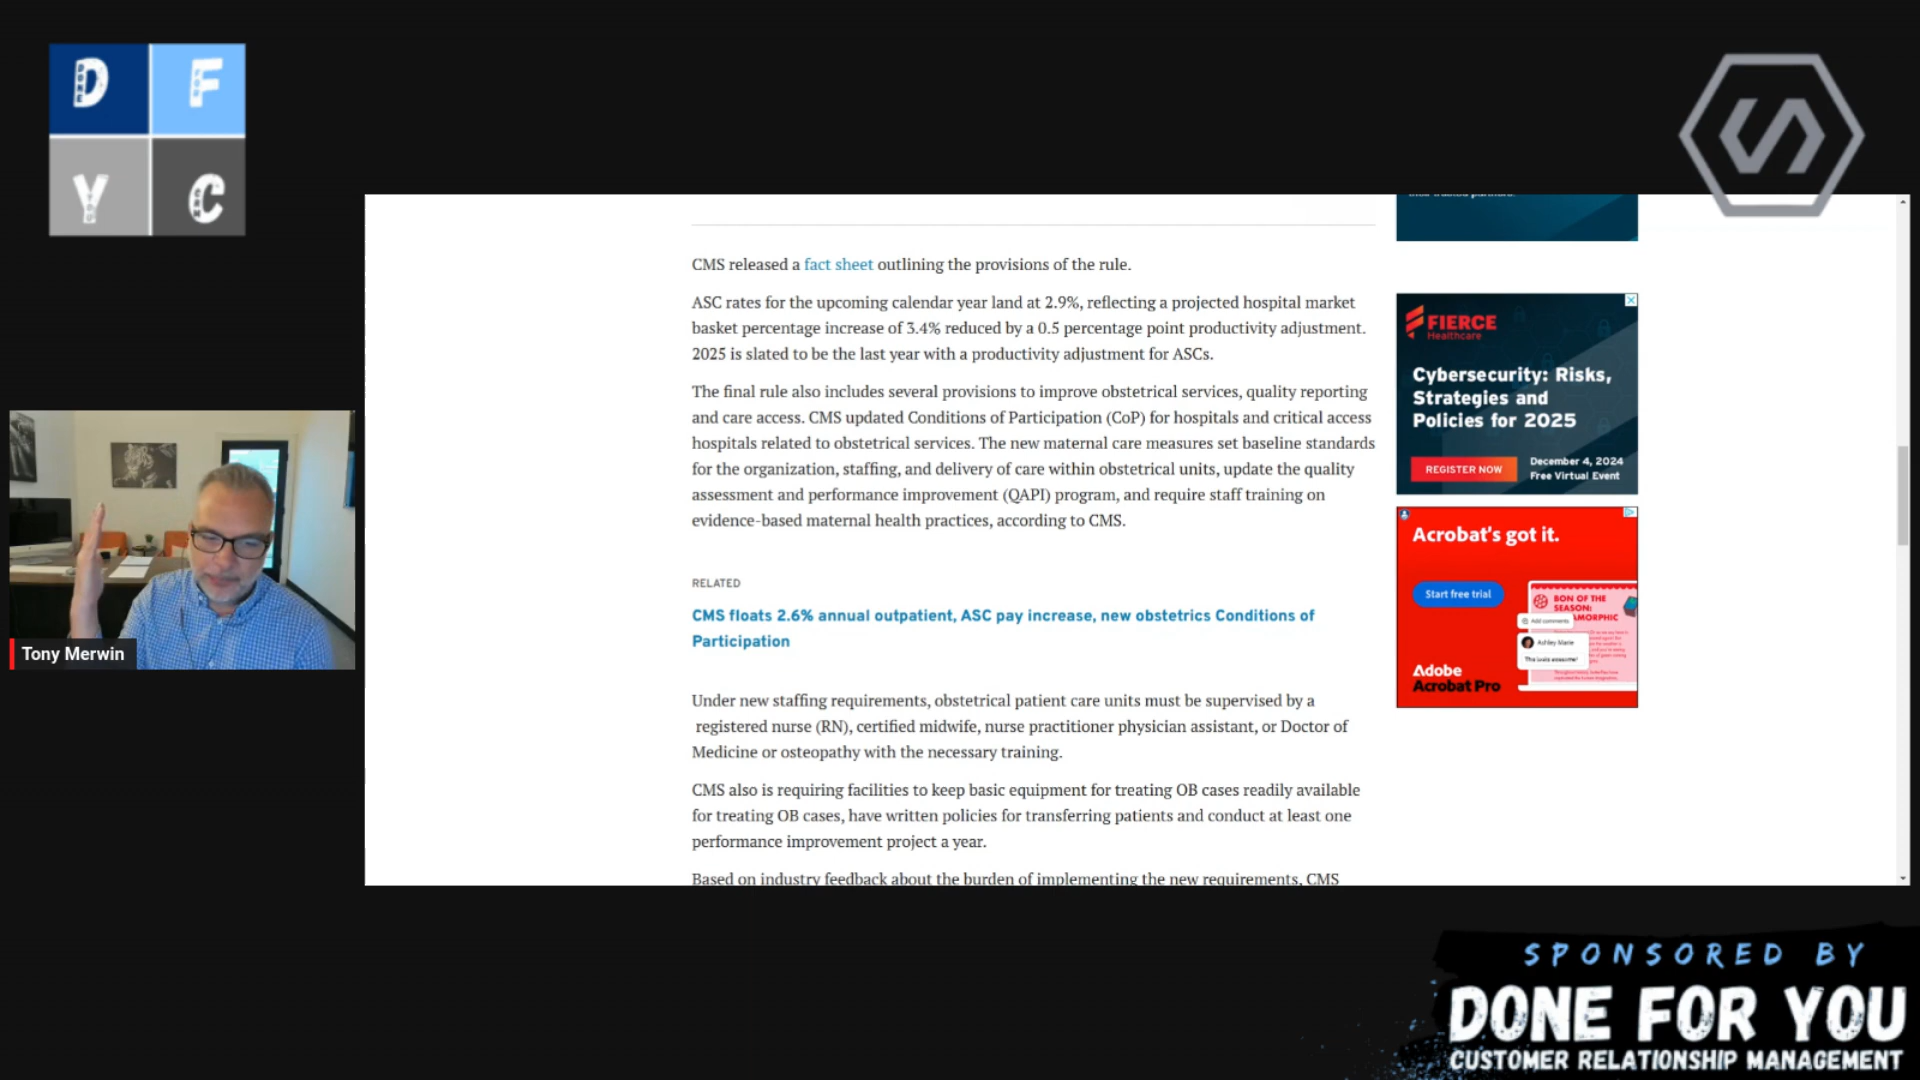 D
F
Y
C
CMS released a fact sheet outlining the provisions of the rule.
ASC rates for the upcoming calendar year land at 2.9%, reflecting a projected hospital market
basket percentage increase of 3.4% reduced by a 0.5 percentage point productivity adjustment.
2025 is slated to be the last year with a productivity adjustment for ASCs.
The final rule also includes several provisions to improve obstetrical services, quality reporting
and care access. CMS updated Conditions of Participation (CoP) for hospitals and critical access
hospitals related to obstetrical services. The new maternal care measures set baseline standards
for the organization, staffing, and delivery of care within obstetrical units, update the quality
assessment and performance improvement (QAPI) program, and require staff training on
evidence-based maternal health practices, according to CMS.
RELATED
CMS floats 2.6% annual outpatient, ASC pay increase, new obstetrics Conditions of
Participation
Under new staffing requirements, obstetrical patient care units must be supervised by a
registered nurse (RN), certified midwife, nurse practitioner physician assistant, or Doctor of
Medicine or osteopathy with the necessary training.
CMS also is requiring facilities to keep basic equipment for treating OB cases readily available
for treating OB cases, have written policies for transferring patients and conduct at least one
performance improvement project a year.
Based on industry feedback about the burden of implementing the new requirements, CMS
FIERCE
Healthcare
Cybersecurity: Risks,
Strategies and
Policies for 2025
REGISTER NOW
December 4, 2024
Free Virtual Event
Acrobat's got it.
Start free trial
BON OF THE
SEASON:
AMORPHIC
Add comments
Ashley Marie
This looks awesome!
Adobe
Acrobat Pro
Tony Merwin
SPONSORED BY
DONE FOR YOU
CUSTOMER RELATIONSHIP MANAGEMENT